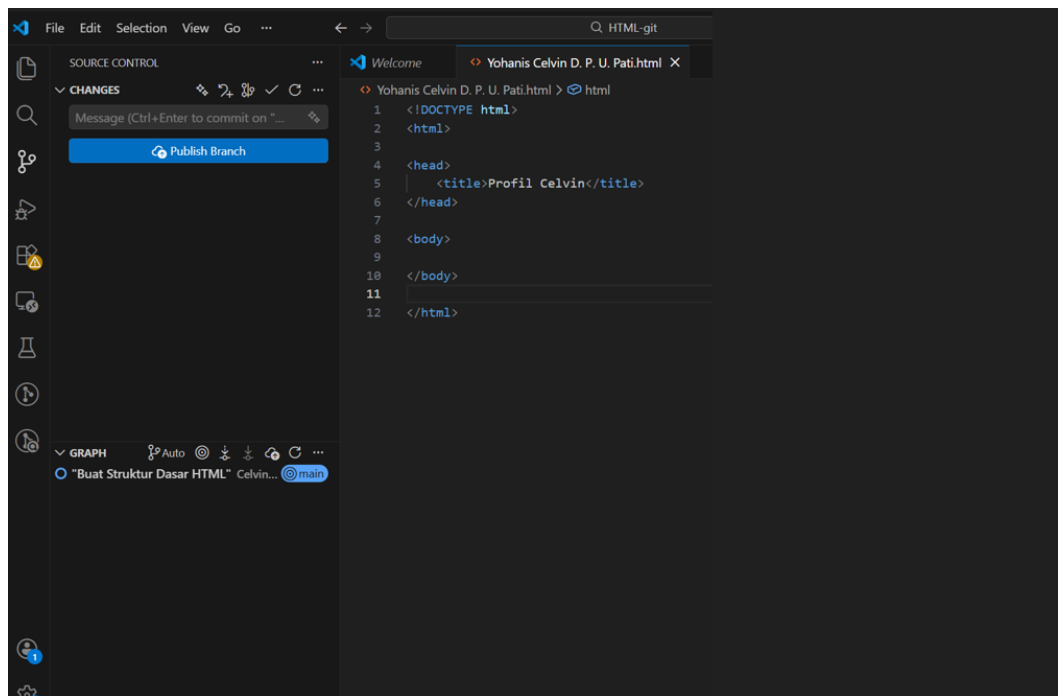 File Edit Selection View Go ···
HTML-git
SOURCE CONTROL
CHANGES
Message (Ctrl+Enter to commit on "...
Publish Branch
GRAPH
Auto
"Buat Struktur Dasar HTML" Celvin... main
1
Welcome
Yohanis Celvin D. P. U. Pati.html
Yohanis Celvin D. P. U. Pati.html > html
1 <!DOCTYPE html>
2 <html>
3
4 <head>
5 <title>Profil Celvin</title>
6 </head>
7
8 <body>
9
10 </body>
11
12 </html>